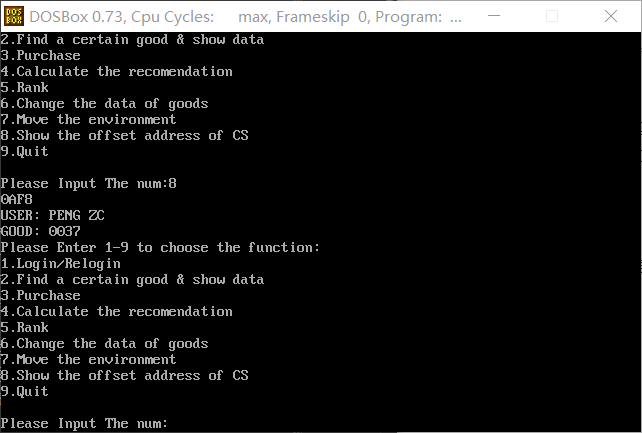 DOS
BOX
DOSBox 0.73, Cpu Cycles: max, Frameskip 0, Program: ...
2.Find a certain good & show data
3.Purchase
4.Calculate the recomendation
5.Rank
6.Change the data of goods
7.Move the environment
8.Show the offset address of CS
9.Quit
Please Input The num:8
0AF8
USER: PENG ZC
GOOD: 0037
Please Enter 1-9 to choose the function:
1.Login/Relogin
2.Find a certain good & show data
3.Purchase
4.Calculate the recomendation
5.Rank
6.Change the data of goods
7.Move the environment
8.Show the offset address of CS
9.Quit
Please Input The num: